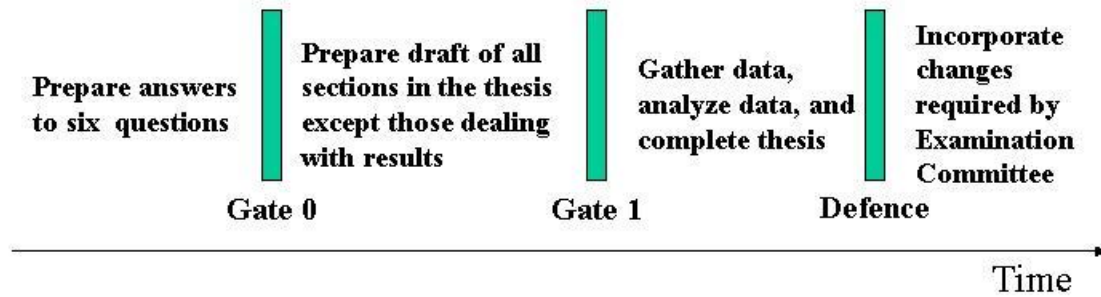 Prepare answers
to six questions
Prepare draft of all
sections in the thesis
except those dealing
with results
Gather data,
analyze data, and
complete thesis
Incorporate
changes
required by
Examination
Committee
Gate 0
Gate 1
Defence
Time